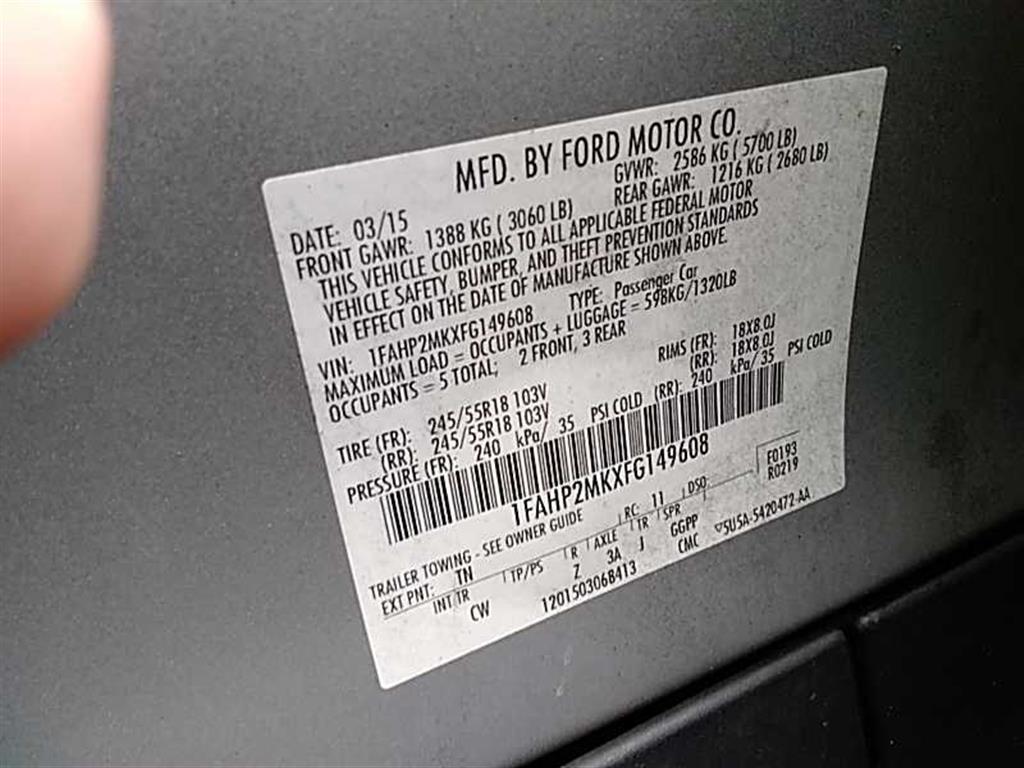 MFD. BY FORD MOTOR CO.
DATE: 03/15 GVWR: 2586 KG ( 5700 LB)
FRONT GAWR: 1388 KG ( 3060 LB) REAR GAWR: 1216 KG ( 2680 LB)
THIS VEHICLE CONFORMS TO ALL APPLICABLE FEDERAL MOTOR
VEHICLE SAFETY, BUMPER, AND THEFT PREVENTION STANDARDS
IN EFFECT ON THE DATE OF MANUFACTURE SHOWN ABOVE.
VIN: 1FAHP2MKXFG149608 TYPE: Passenger Car
MAXIMUM LOAD = OCCUPANTS + LUGGAGE = 598KG/1320LB
OCCUPANTS = 5 TOTAL; 2 FRONT, 3 REAR
TIRE (FR): 245/55R18 103V RIMS (FR): 18X8.0J
(RR): 245/55R18 103V (RR): 18X8.0J
PRESSURE (FR): 240 kPa/ 35 PSI COLD (RR): 240 kPa/ 35 PSI COLD
1FAHP2MKXFG149608
F0193
R0219
TRAILER TOWING - SEE OWNER GUIDE
EXT PNT: TN RC: 11 DSO:
INT TR TP/PS R AXLE TR SPR
CW Z 3A J GGPP
CMC
1201503068413 5U5A-5420472-AA